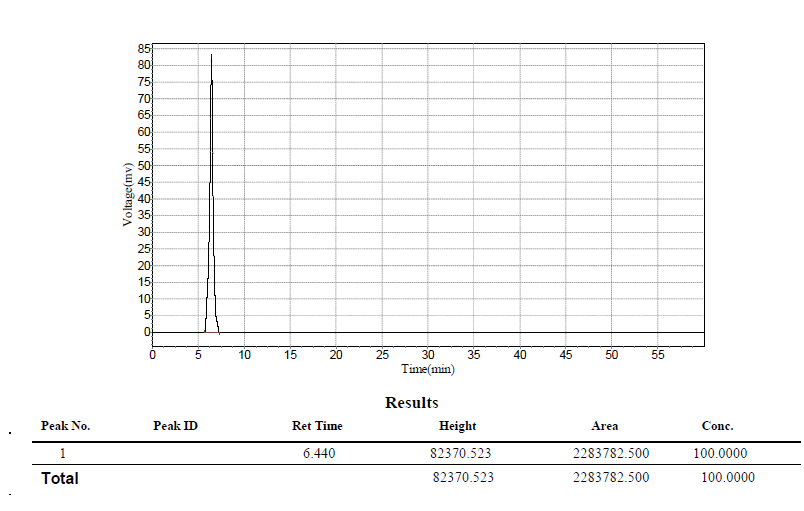 85
80
75
70
65
60
55
50
45
40
35
30
25
20
15
10
5
0
Voltage(mv)
0 5 10 15 20 25 30 35 40 45 50 55
Time(min)
Results
Peak No. Peak ID Ret Time Height Area Conc.
1 6.440 82370.523 2283782.500 100.0000
Total 82370.523 2283782.500 100.0000